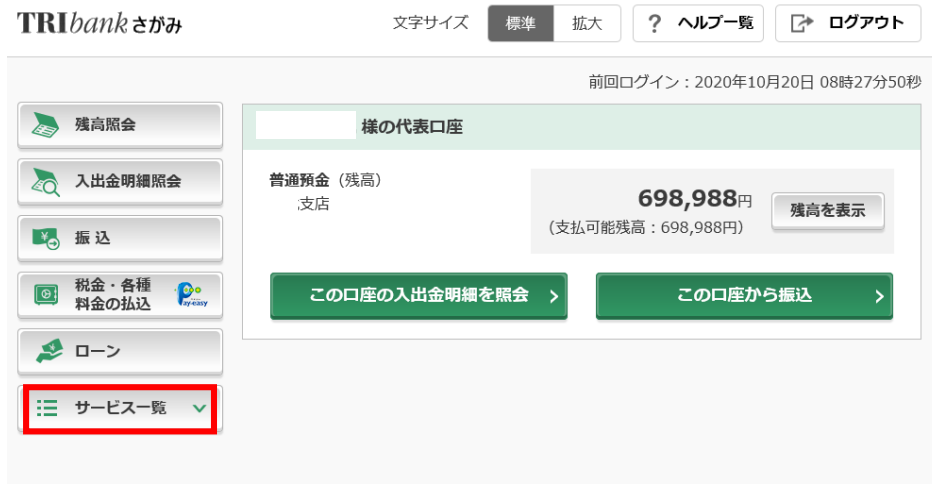 TRIbankさがみ
文字サイズ 標準 拡大 ? ヘルプ一覧 ログアウト
前回ログイン：2020年10月20日 08時27分50秒
残高照会
入出金明細照会
振込
税金・各種
料金の払込
Pay-easy
ローン
サービス一覧
様の代表口座
普通預金（残高）
支店
698,988円
（支払可能残高：698,988円）
残高を表示
この口座の入出金明細を照会
この口座から振込